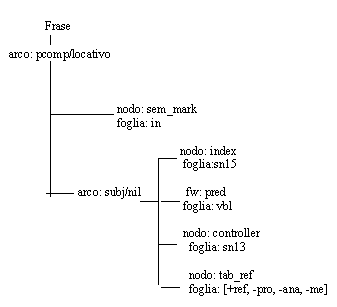 Frase
arco: pcomp/locativo
nodo: sem_mark
foglia: in
nodo: index
foglia:sn15
arco: subj/nil
fw: pred
foglia: vbl
nodo: controller
foglia: sn13
nodo: tab_ref
foglia: [+ref, -pro, -ana, -me]